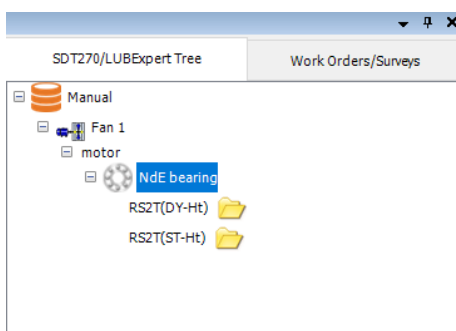 SDT270/LUBExpert Tree
Work Orders/Surveys
Manual
Fan 1
motor
NdE bearing
RS2T(DY-Ht)
RS2T(ST-Ht)